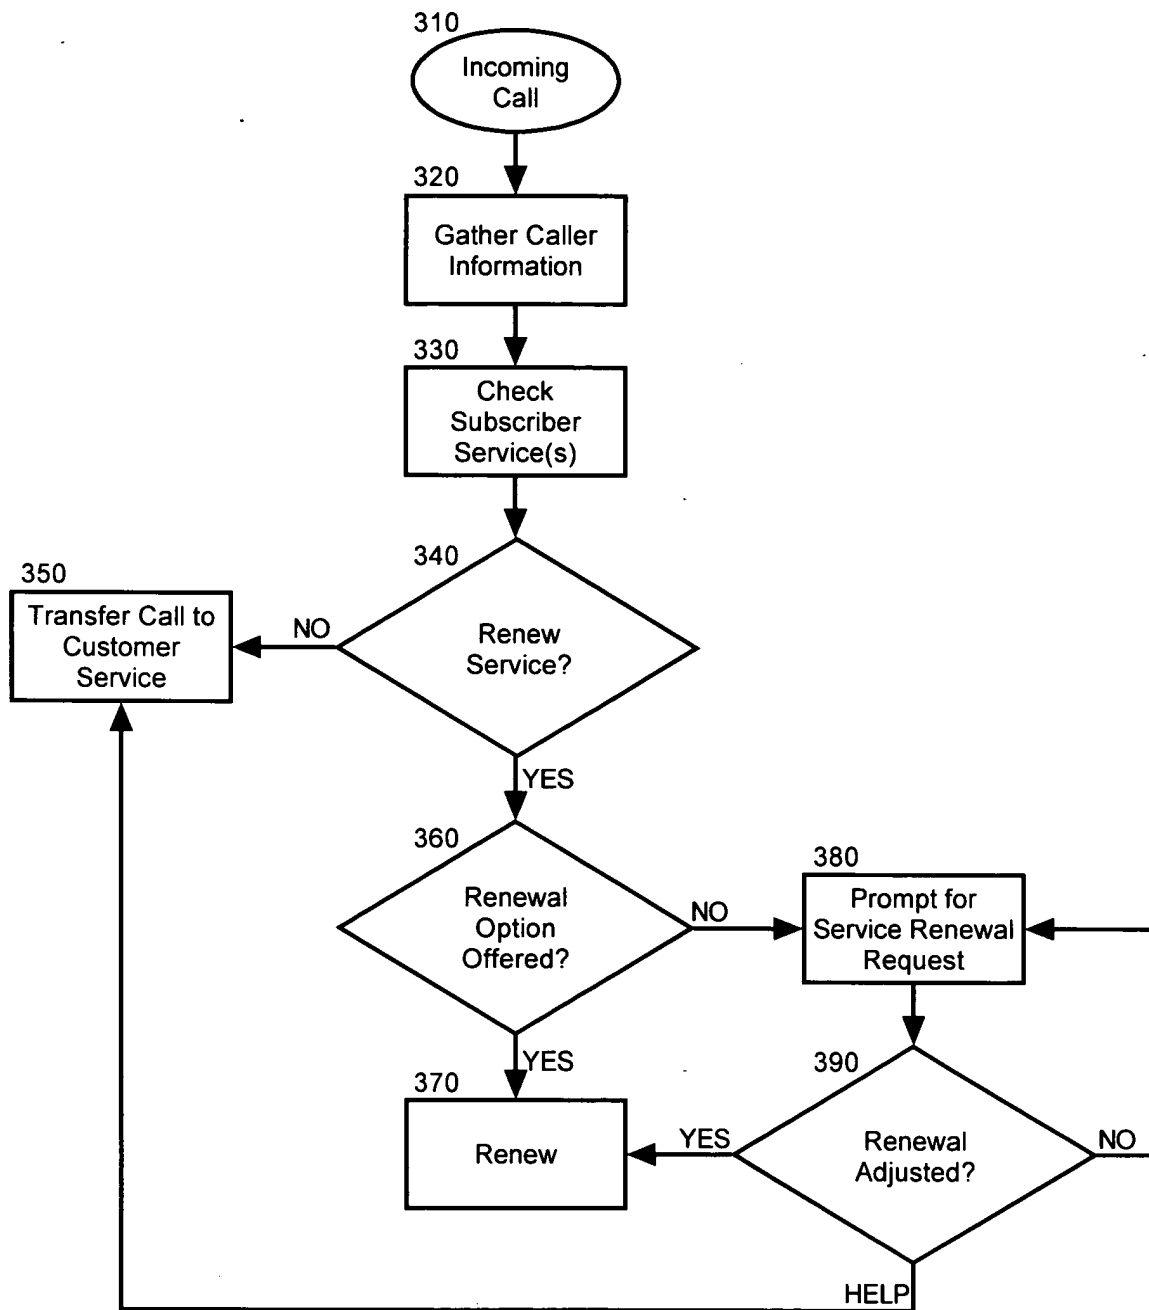 310
Incoming
Call
320
Gather Caller
Information
330
Check
Subscriber
Service(s)
340
Renew
Service?
NO
350
Transfer Call to
Customer
Service
YES
360
Renewal
Option
Offered?
NO
380
Prompt for
Service Renewal
Request
YES
370
Renew
390
Renewal
Adjusted?
YES
NO
HELP